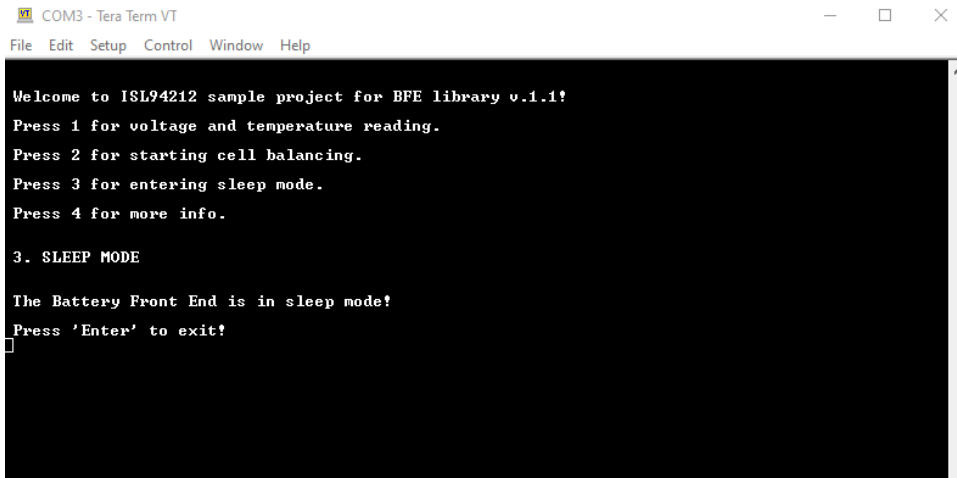 COM3 - Tera Term VT
File Edit Setup Control Window Help
Welcome to ISL94212 sample project for BFE library v.1.1!
Press 1 for voltage and temperature reading.
Press 2 for starting cell balancing.
Press 3 for entering sleep mode.
Press 4 for more info.
3. SLEEP MODE
The Battery Front End is in sleep mode!
Press 'Enter' to exit!